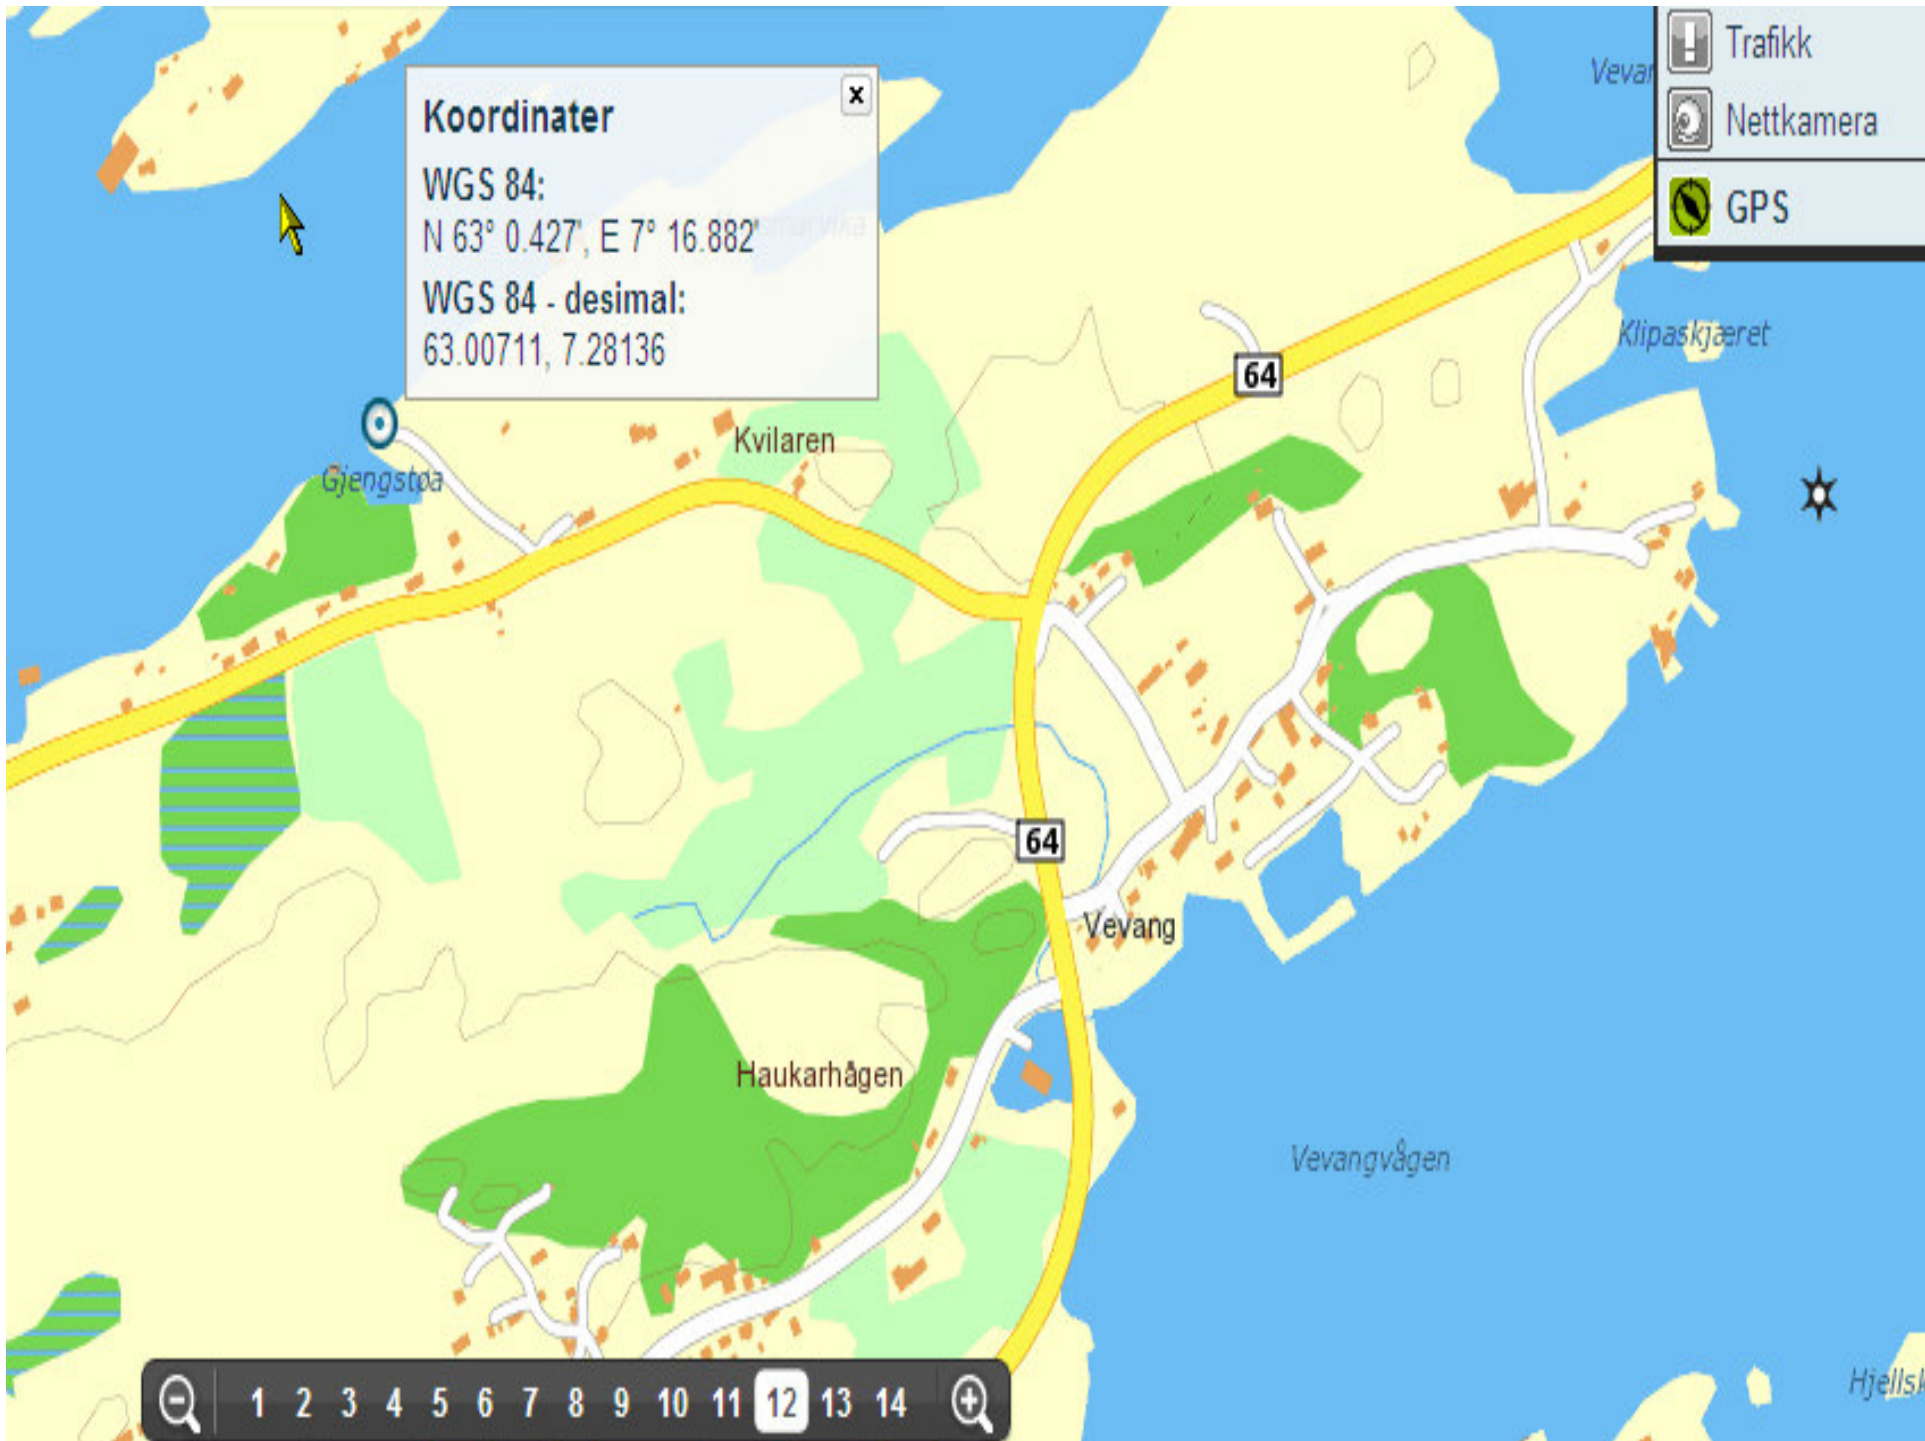 Koordinater
x
WGS 84:
N 63° 0.427', E 7° 16.882'
WGS 84 - desimal:
63.00711, 7.28136
Trafikk
Nettkamera
GPS
Klipaskjæret
64
Kvilaren
Gjengstøa
64
Vevang
Haukarhågen
Vevangvågen
1 2 3 4 5 6 7 8 9 10 11 12 13 14